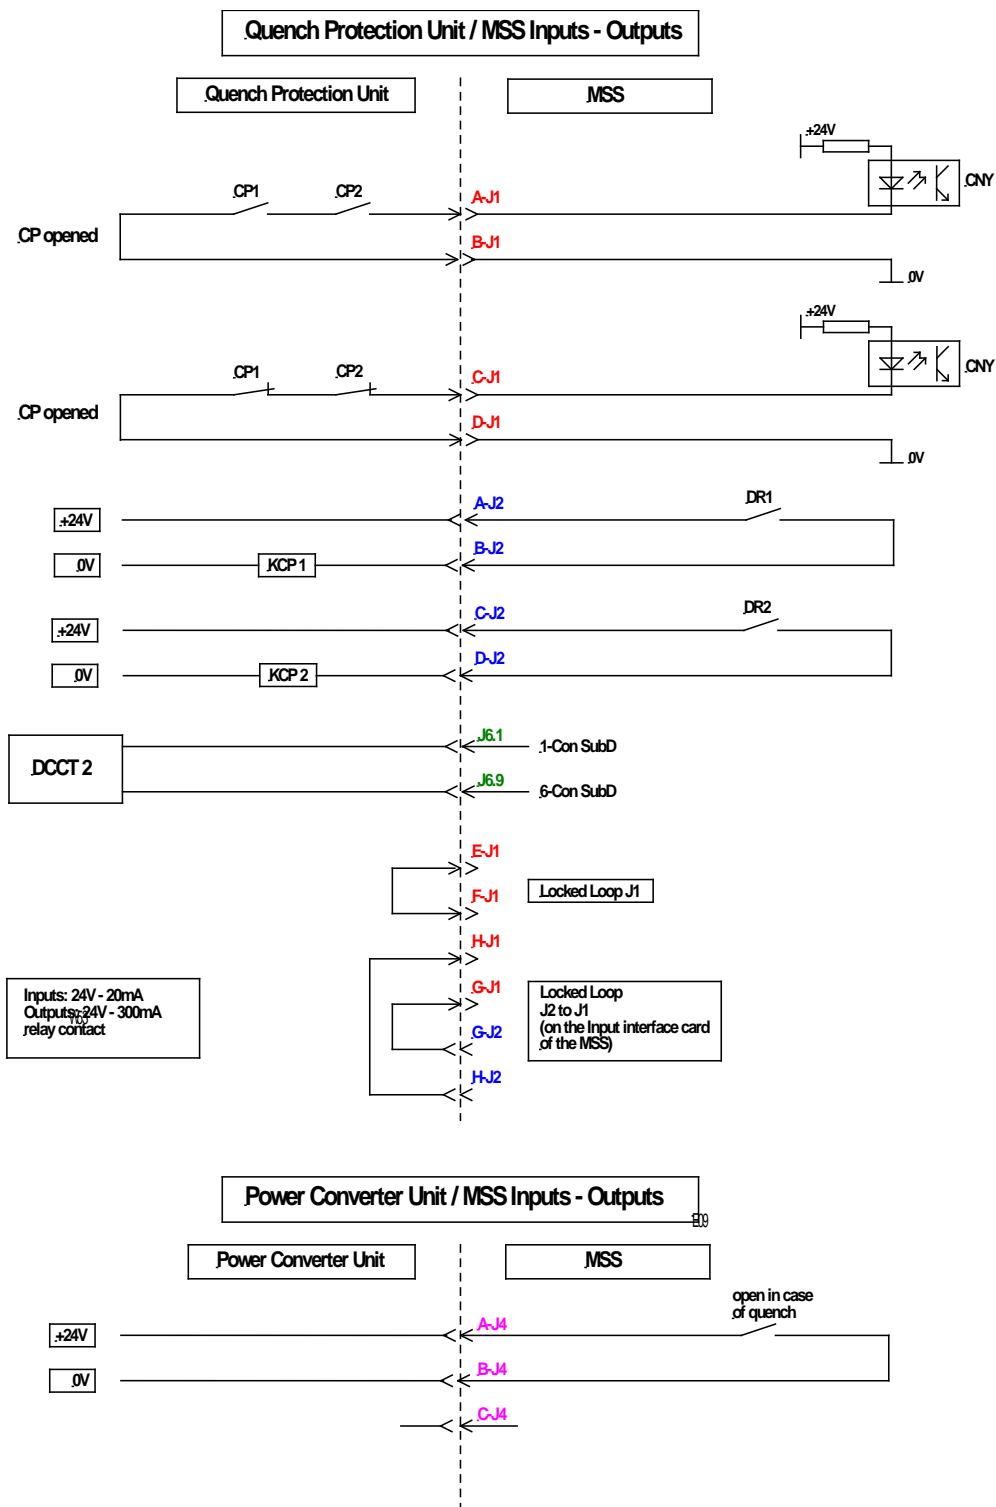 Quench Protection Unit / MSS Inputs - Outputs
Quench Protection Unit
MSS
+24V
CNY
CP1
CP2
A-J1
CP opened
B-J1
0V
+24V
CNY
CP1
CP2
C-J1
CP opened
D-J1
0V
A-J2
DR1
+24V
B-J2
0V
KCP 1
C-J2
DR2
+24V
D-J2
0V
KCP 2
DCCT 2
J6.1
1-Con SubD
J6.9
6-Con SubD
E-J1
Locked Loop J1
F-J1
H-J1
G-J1
Inputs: 24V - 20mA
Outputs: 24V - 300mA
relay contact
Locked Loop
J2 to J1
(on the Input interface card
of the MSS)
G-J2
H-J2
Power Converter Unit / MSS Inputs - Outputs
Power Converter Unit
MSS
open in case
of quench
A-J4
+24V
B-J4
0V
C-J4